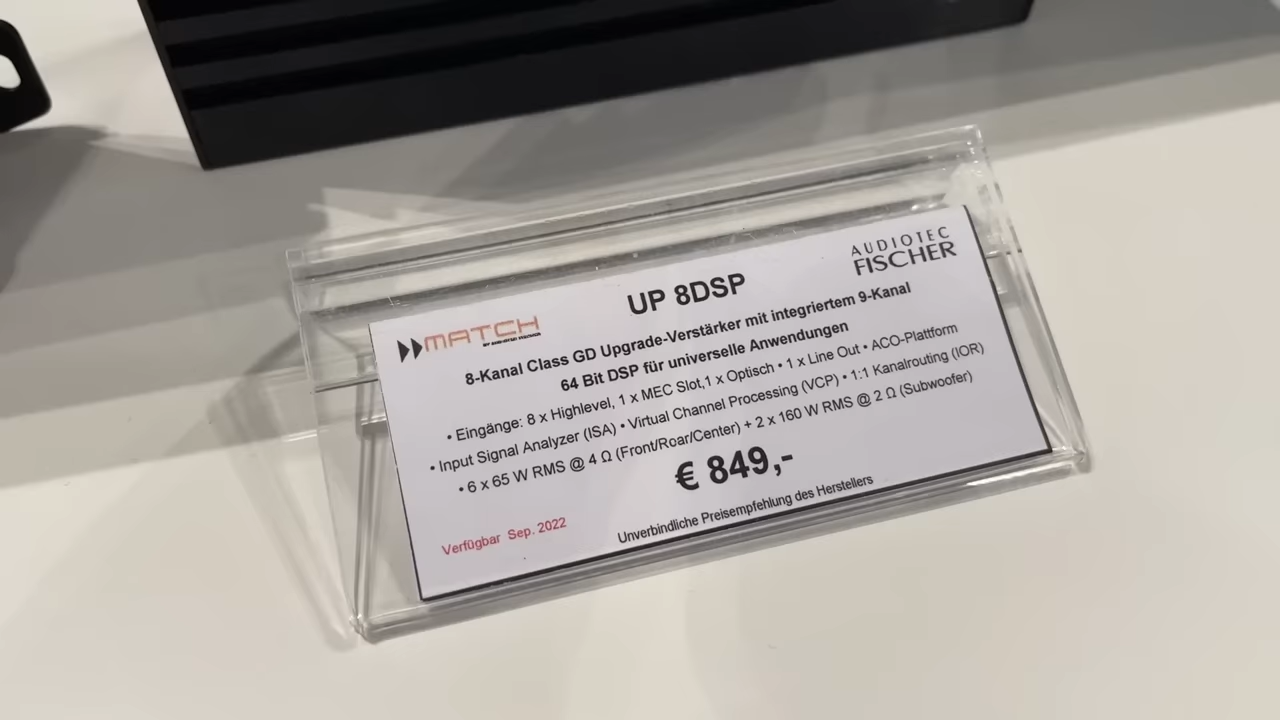 AUDIOTEC
FISCHER
UP 8DSP
MATCH
8-Kanal Class GD Upgrade-Verstärker mit integriertem 9-Kanal
64 Bit DSP für universelle Anwendungen
• Eingänge: 8 x Highlevel, 1 x MEC Slot,1 x Optisch • 1 x Line Out • ACO-Plattform
• Input Signal Analyzer (ISA) • Virtual Channel Processing (VCP) • 1:1 Kanalrouting (IOR)
• 6 x 65 W RMS @ 4 Ω (Front/Roar/Center) + 2 x 160 W RMS @ 2 Ω (Subwoofer)
€ 849,-
Verfügbar Sep. 2022
Unverbindliche Preisempfehlung des Herstellers